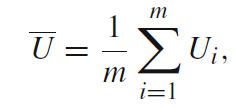 $\overline{U} = \frac{1}{m} \sum_{i=1}^{m} U_i,$